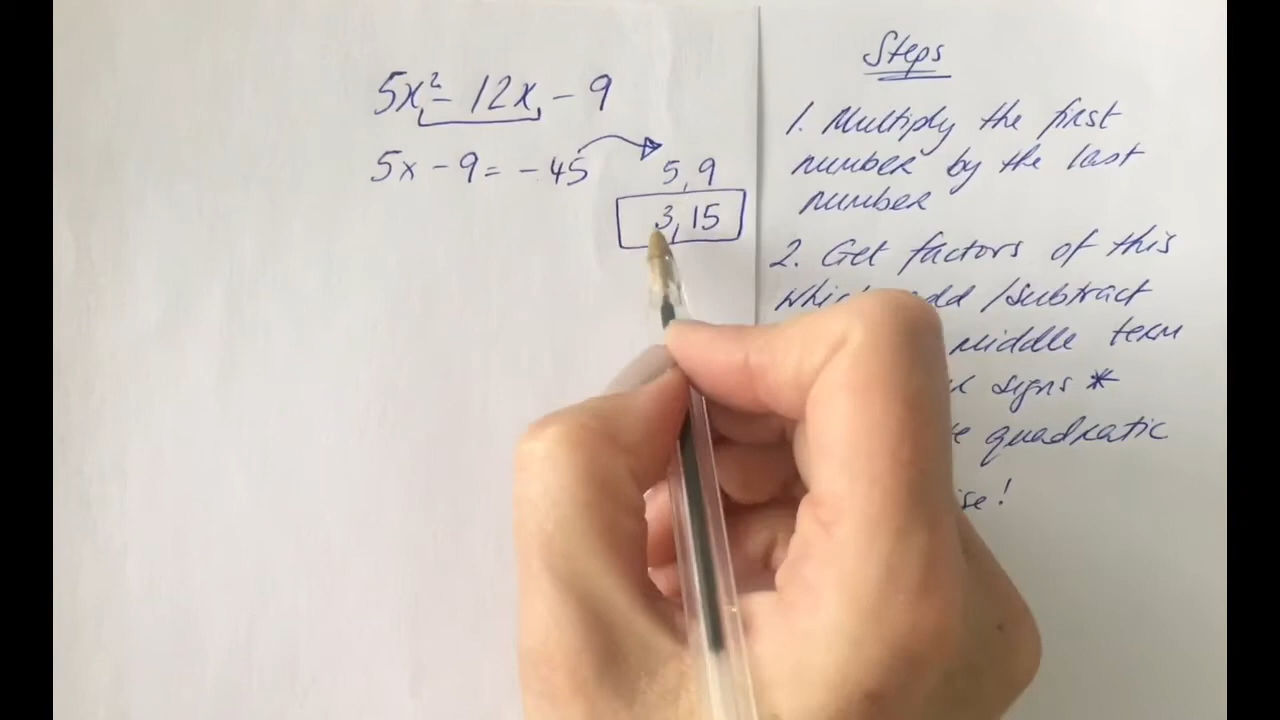 5x² - 12x - 9
5x - 9 = - 45
5, 9
3, 15
Steps
1. Multiply the first
number by the last
number
2. Get factors of this
which add / subtract
middle term
signs *
quadratic